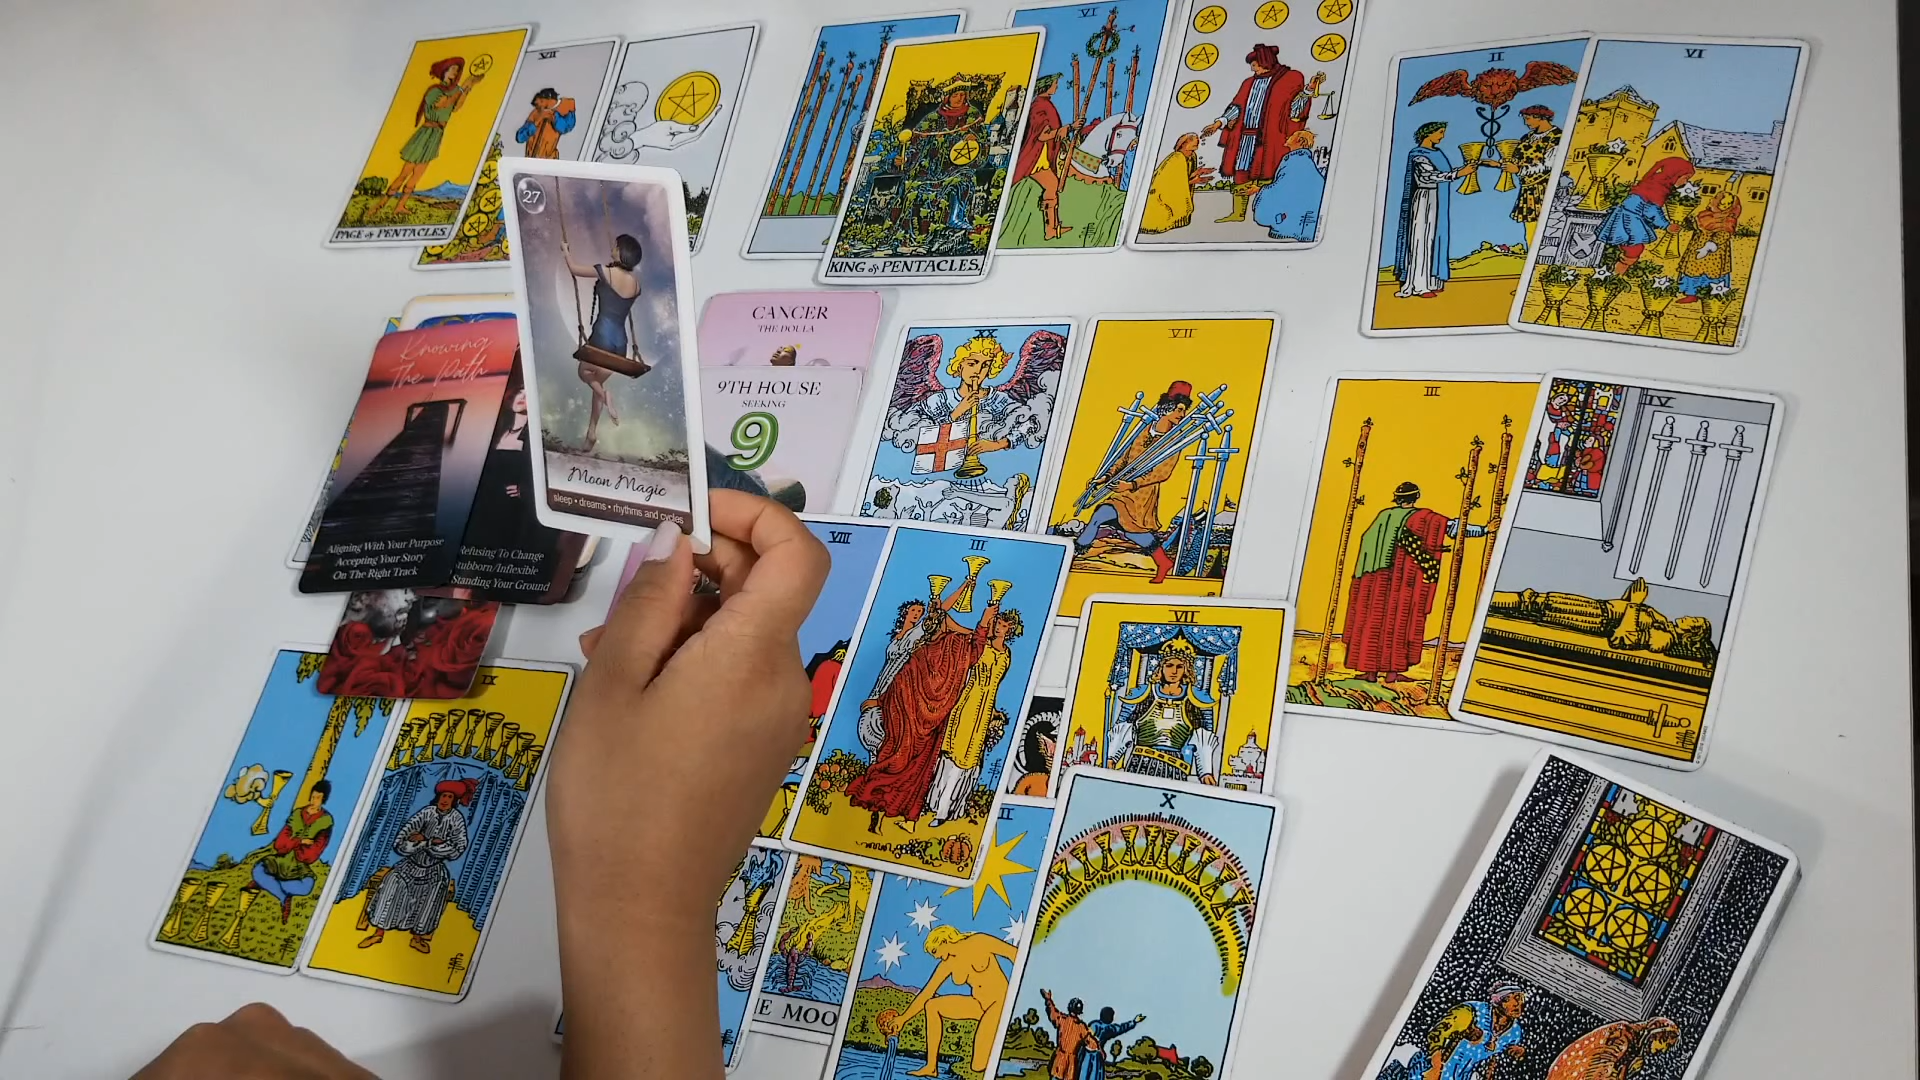 VI
IX
VII
II
VI
PAGE of PENTACLES.
KING of PENTACLES.
27
Moon Magic
sleep • dreams • rhythms and cycles
CANCER
THE DOULA
9TH HOUSE
SEEKING
9
XX
VII
III
IV
Knowing
The Path
Aligning With Your Purpose
Accepting Your Story
On The Right Track
Refusing To Change
Stubborn/Inflexible
Standing Your Ground
VIII
III
VII
IX
X
E MOO